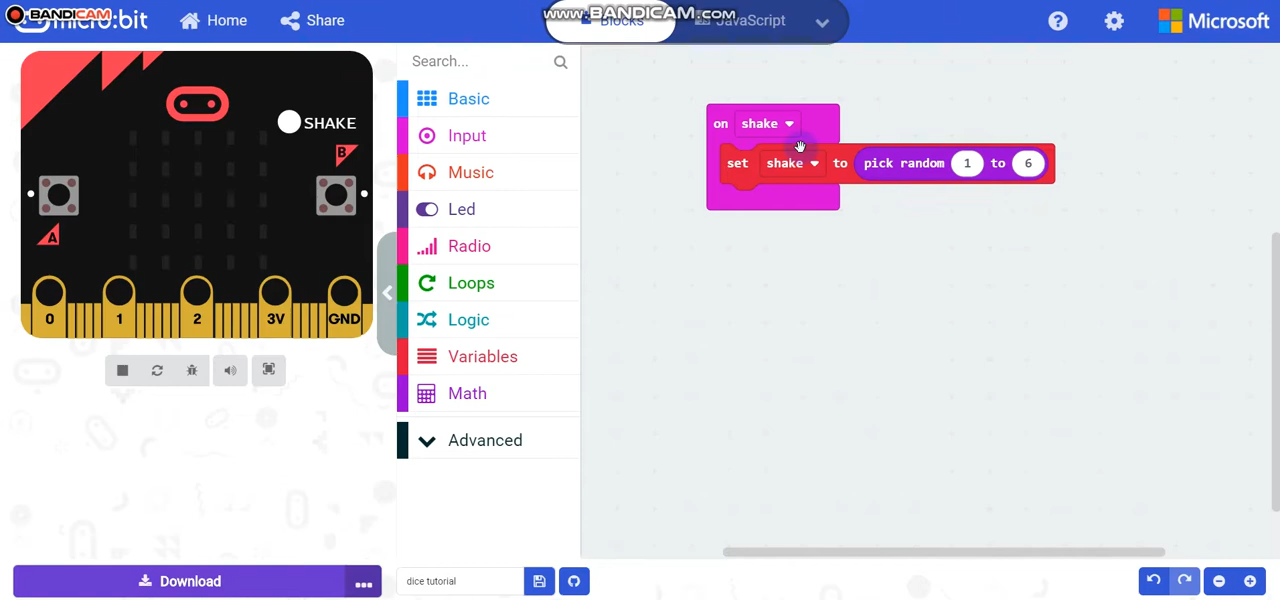 BANDICAM
micro:bit
Home
Share
www.BANDICAM.com
Blocks
JavaScript
Microsoft
SHAKE
B
A
0
1
2
3V
GND
Search...
Basic
Input
Music
Led
Radio
Loops
Logic
Variables
Math
Advanced
on shake
set shake to pick random 1 to 6
Download
dice tutorial